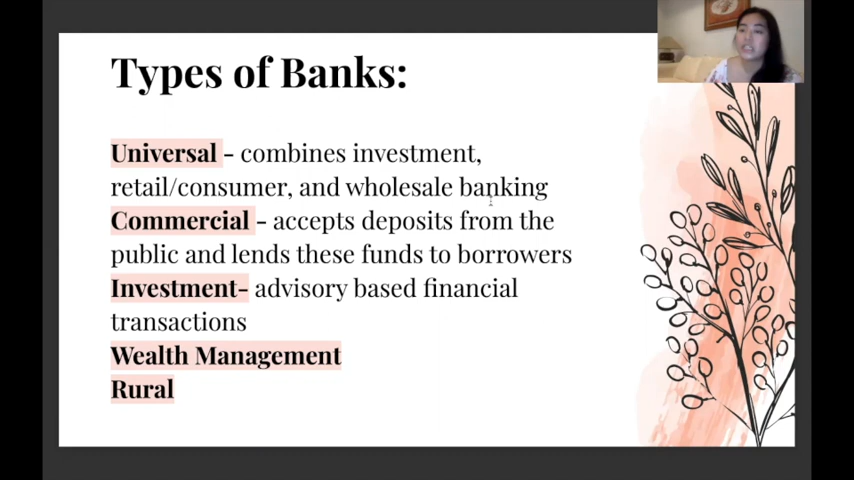 Types of Banks:
Universal - combines investment,
retail/consumer, and wholesale banking
Commercial - accepts deposits from the
public and lends these funds to borrowers
Investment- advisory based financial
transactions
Wealth Management
Rural